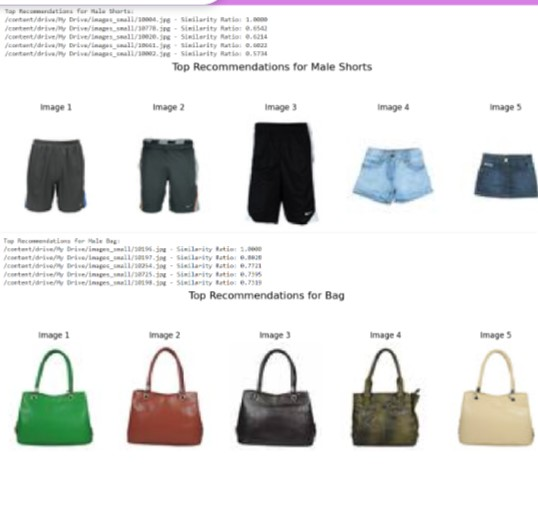 Top Recommendations for Male Shorts:
/content/drive/My Drive/images_small/10004.jpg - Similarity Ratio: 1.0000
/content/drive/My Drive/images_small/10778.jpg - Similarity Ratio: 0.6542
/content/drive/My Drive/images_small/10020.jpg - Similarity Ratio: 0.6214
/content/drive/My Drive/images_small/10661.jpg - Similarity Ratio: 0.6022
/content/drive/My Drive/images_small/10002.jpg - Similarity Ratio: 0.5734
Top Recommendations for Male Shorts
Image 1 Image 2 Image 3 Image 4 Image 5
Top Recommendations for Male Bag:
/content/drive/My Drive/images_small/10196.jpg - Similarity Ratio: 1.0000
/content/drive/My Drive/images_small/10197.jpg - Similarity Ratio: 0.8028
/content/drive/My Drive/images_small/10264.jpg - Similarity Ratio: 0.7721
/content/drive/My Drive/images_small/10725.jpg - Similarity Ratio: 0.7395
/content/drive/My Drive/images_small/10198.jpg - Similarity Ratio:
Top Recommendations for Bag
Image 1 Image 2 Image 3 Image 4 Image 5